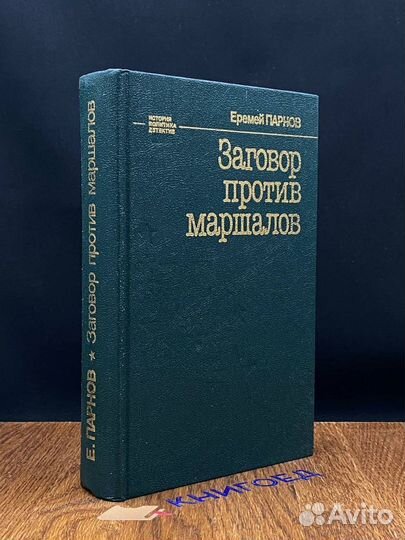 ИСТОРИЯ
ПОЛИТИКА
ДЕТЕКТИВ
Еремей ПАРНОВ
Заговор
против
маршалов
Е. ПАРНОВ ★ Заговор против маршалов
КНИГОЕД
Avito